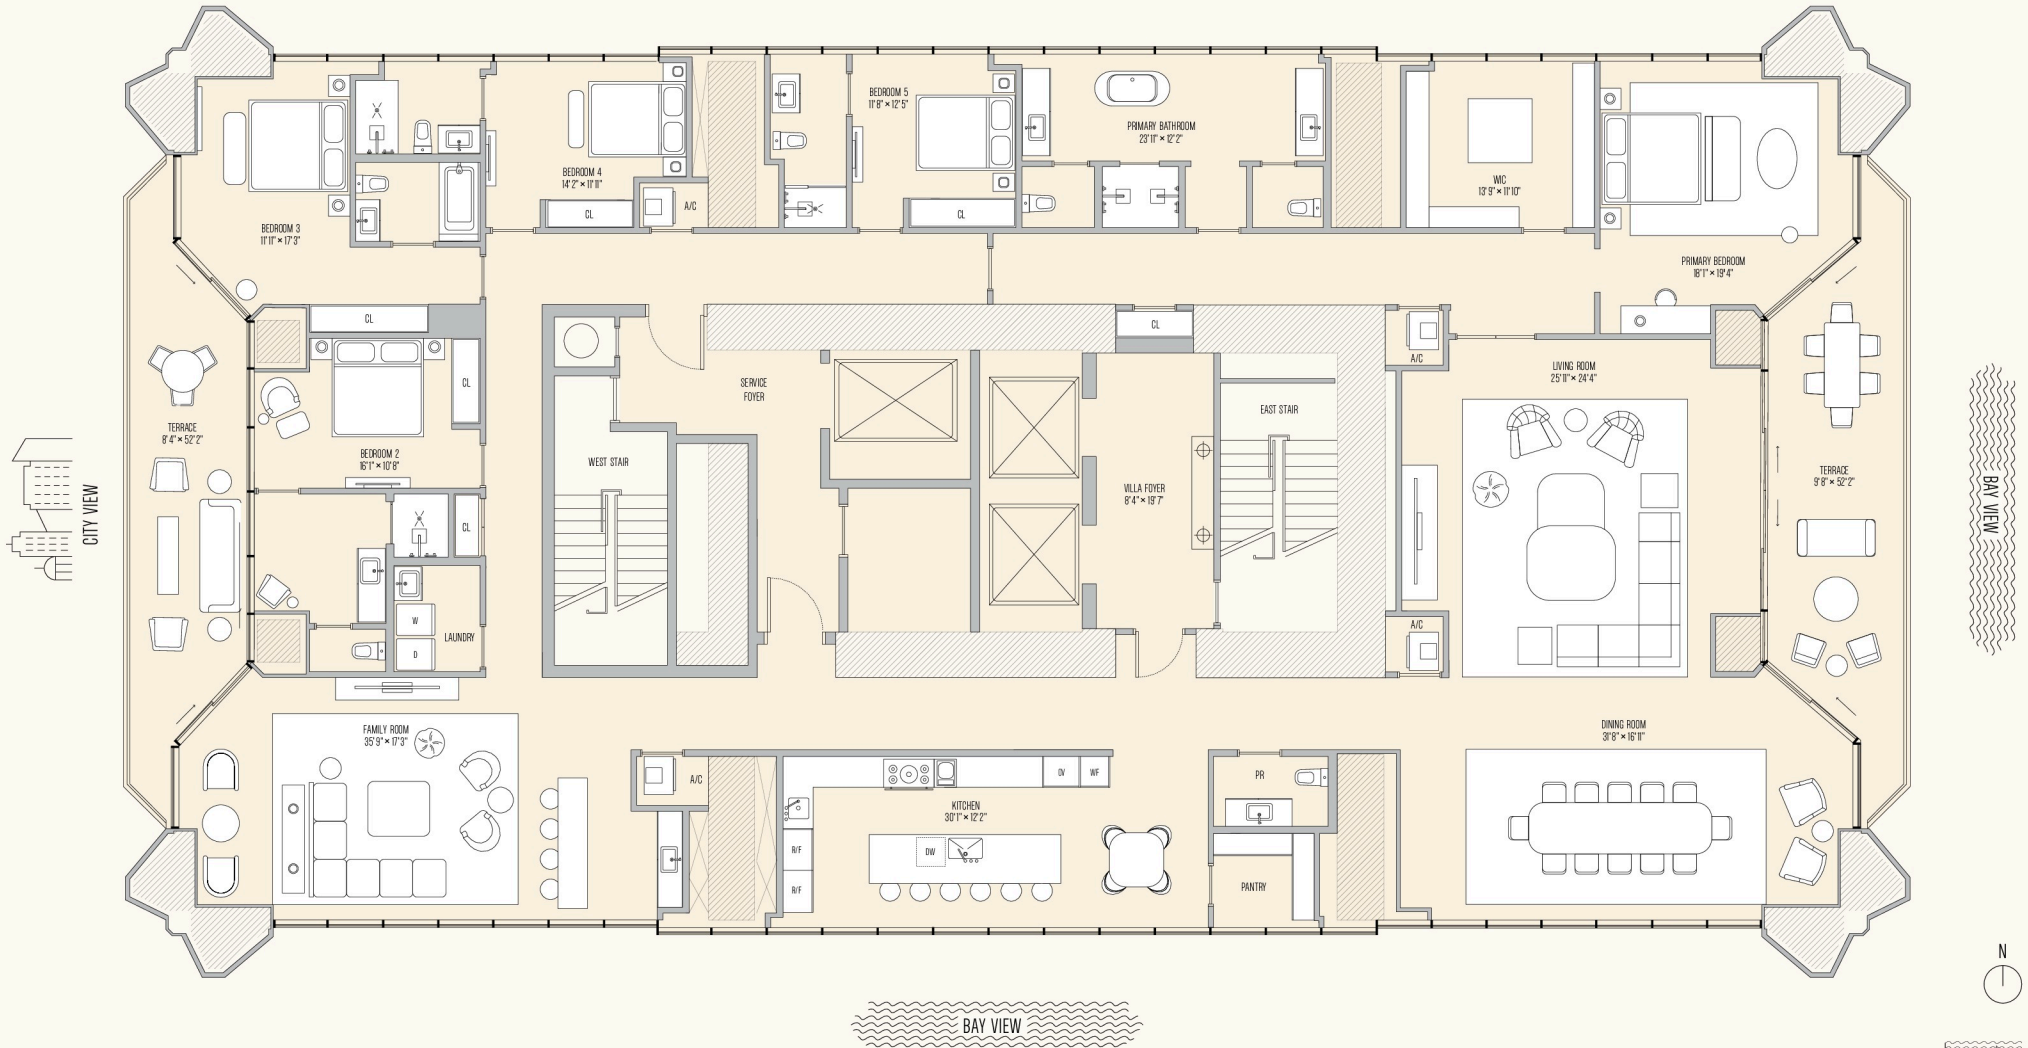 BEDROOM 5
11'8" × 12'5"
PRIMARY BATHROOM
23'11" × 12'2"
BEDROOM 4
14'2" × 11'11"
WIC
13'9" × 11'10"
A/C
CL
CL
BEDROOM 3
11'11" × 17'3"
PRIMARY BEDROOM
18'1" × 19'4"
CL
CL
A/C
LIVING ROOM
25'11" × 24'4"
SERVICE
FOYER
CL
EAST STAIR
TERRACE
8'4" × 52'2"
BEDROOM 2
16'1" × 10'8"
WEST STAIR
TERRACE
9'8" × 52'2"
VILLA FOYER
8'4" × 19'7"
CITY VIEW
BAY VIEW
CL
W
LAUNDRY
D
A/C
FAMILY ROOM
35'9" × 17'3"
DINING ROOM
31'8" × 16'11"
A/C
OV
WF
PR
KITCHEN
30'1" × 12'2"
R/F
DW
R/F
PANTRY
N
BAY VIEW